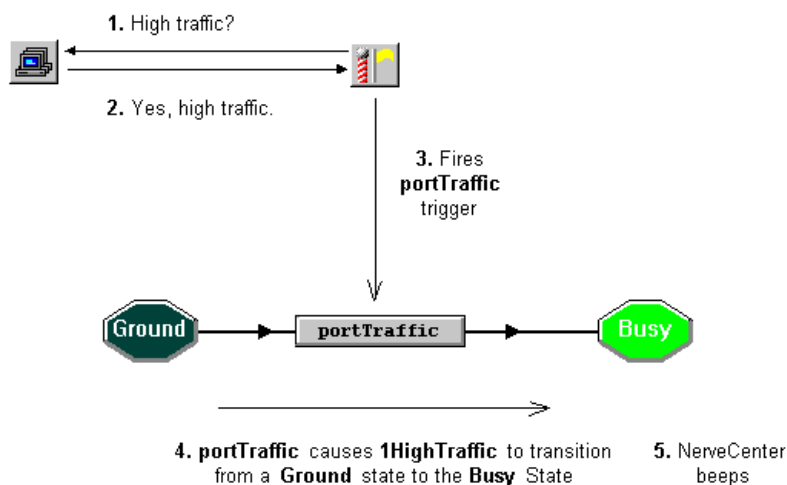 1. High traffic?
2. Yes, high traffic.
3. Fires
portTraffic
trigger
Ground
portTraffic
Busy
4. portTraffic causes 1HighTraffic to transition
from a Ground state to the Busy State
5. NerveCenter
beeps